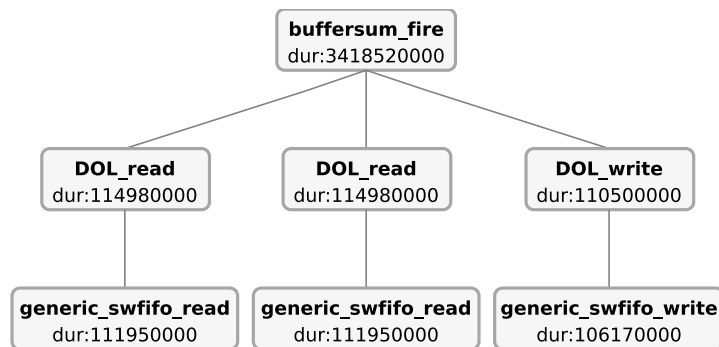 buffersum_fire
dur:3418520000
DOL_read
dur:114980000
DOL_read
dur:114980000
DOL_write
dur:110500000
generic_swfifo_read
dur:111950000
generic_swfifo_read
dur:111950000
generic_swfifo_write
dur:106170000